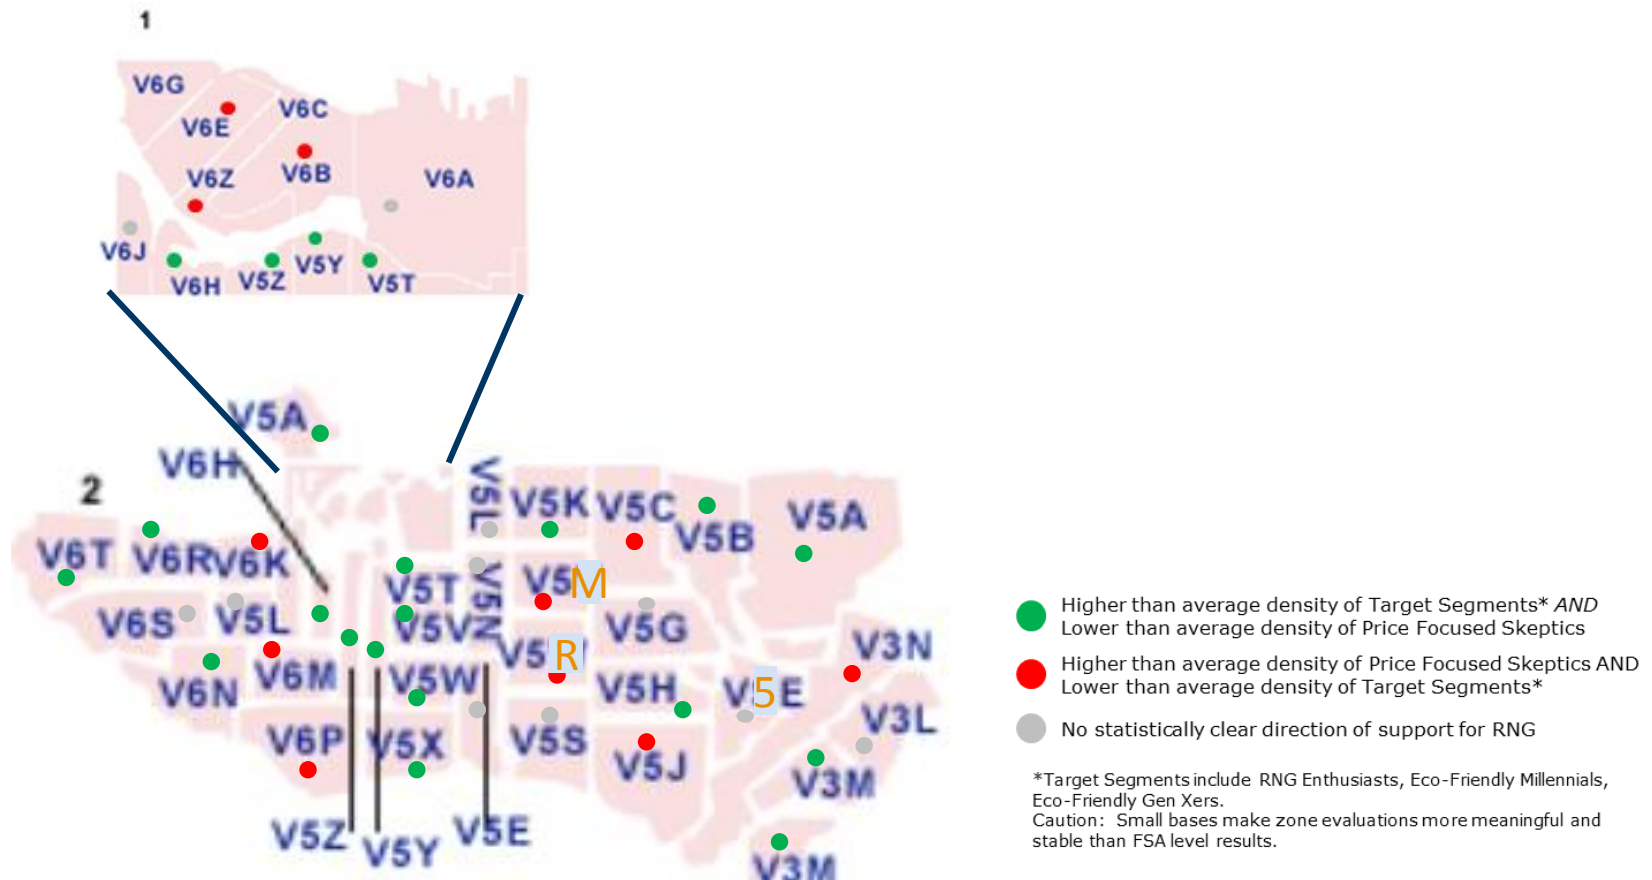 1
V6G
V6C
V6E
V6Z
V6B
V6A
V6J
V6H
V5Z
V5Y
V5T
V5A
V6H
2
V5L
V5K
V5C
V5B
V5A
V6T
V6R
V6K
V5T
V5N
V5M
V6S
V5L
V5V
V5G
V5R
V3N
V6N
V6M
V5W
V5H
V5E
V3L
V6P
V5X
V5S
V5J
V3M
V5Z
V5Y
V5E
V3M
Higher than average density of Target Segments* AND
Lower than average density of Price Focused Skeptics
Higher than average density of Price Focused Skeptics AND
Lower than average density of Target Segments*
No statistically clear direction of support for RNG
*Target Segments include RNG Enthusiasts, Eco-Friendly Millennials,
Eco-Friendly Gen Xers.
Caution: Small bases make zone evaluations more meaningful and
stable than FSA level results.